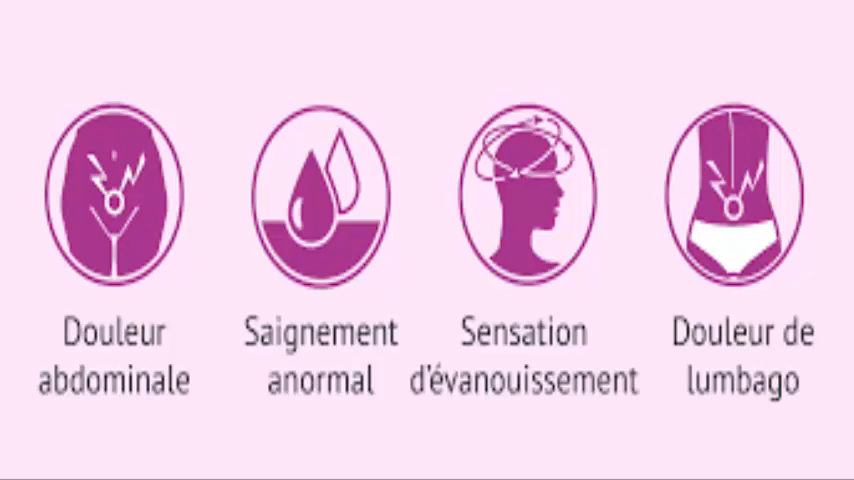 Douleur
abdominale
Saignement
anormal
Sensation
d'évanouissement
Douleur de
lumbago